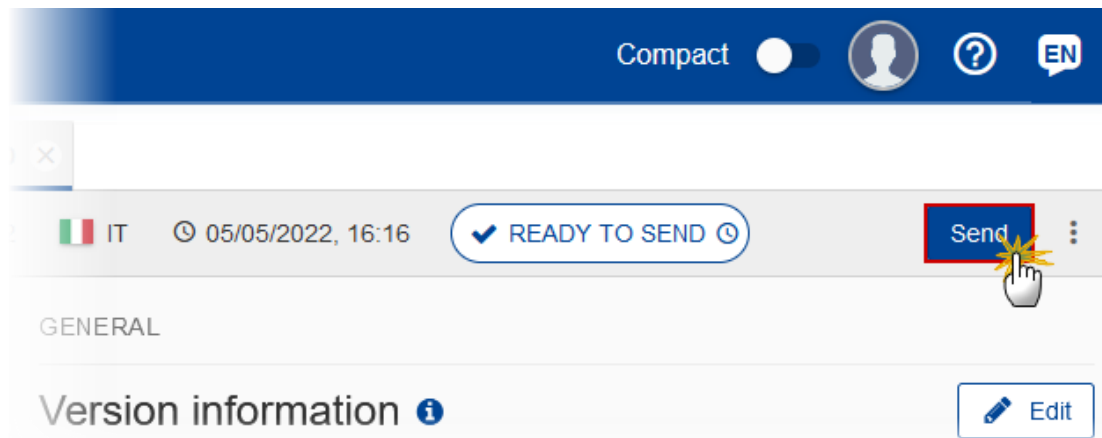 Compact EN
IT 05/05/2022, 16:16 READY TO SEND Send
GENERAL
Version information
Edit